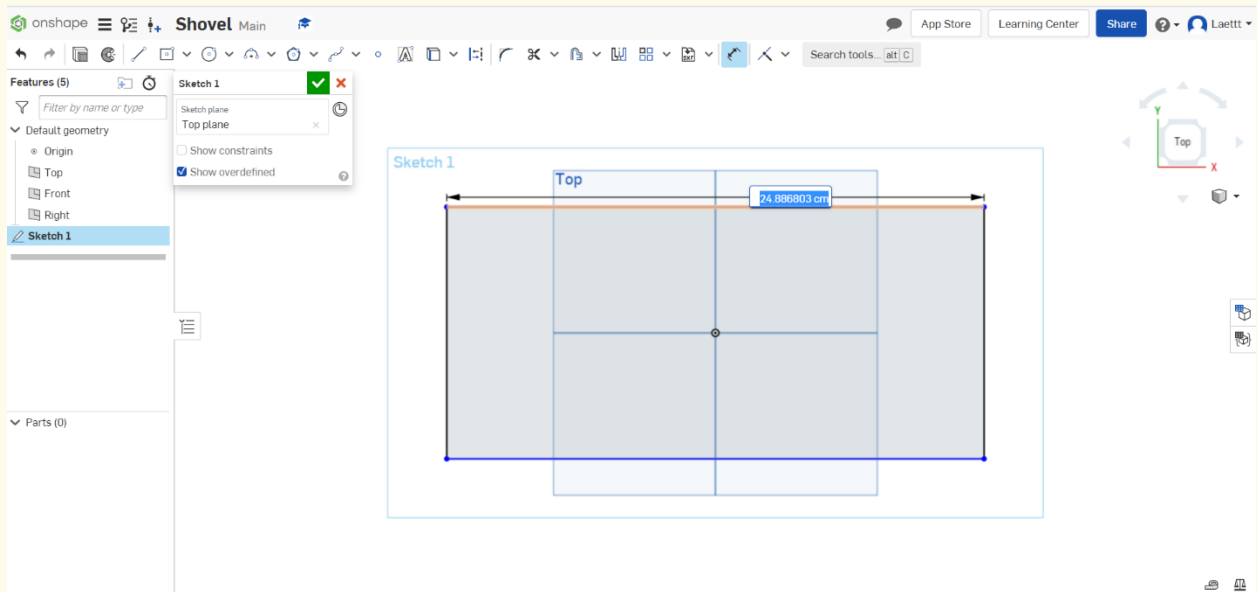 onshape Shovel Main App Store Learning Center Share Laettt
Search tools... alt C
Features (5)
Filter by name or type
Default geometry
Origin
Top
Front
Right
Sketch 1
Parts (0)
Sketch 1
Sketch plane
Top plane
Show constraints
Show overdefined
Sketch 1
Top
24.886803 cm
Y
Top
X